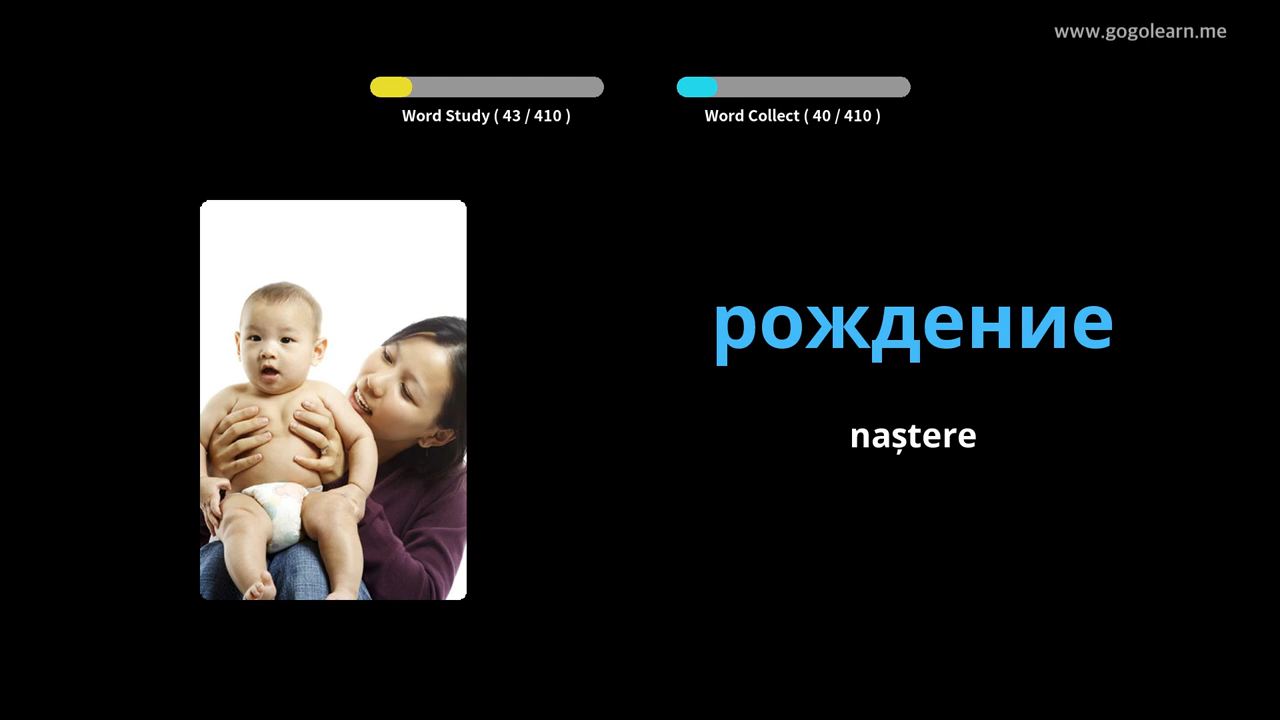 www.gogolearn.me
Word Study ( 43 / 410 )
Word Collect ( 40 / 410 )
рождение
naștere